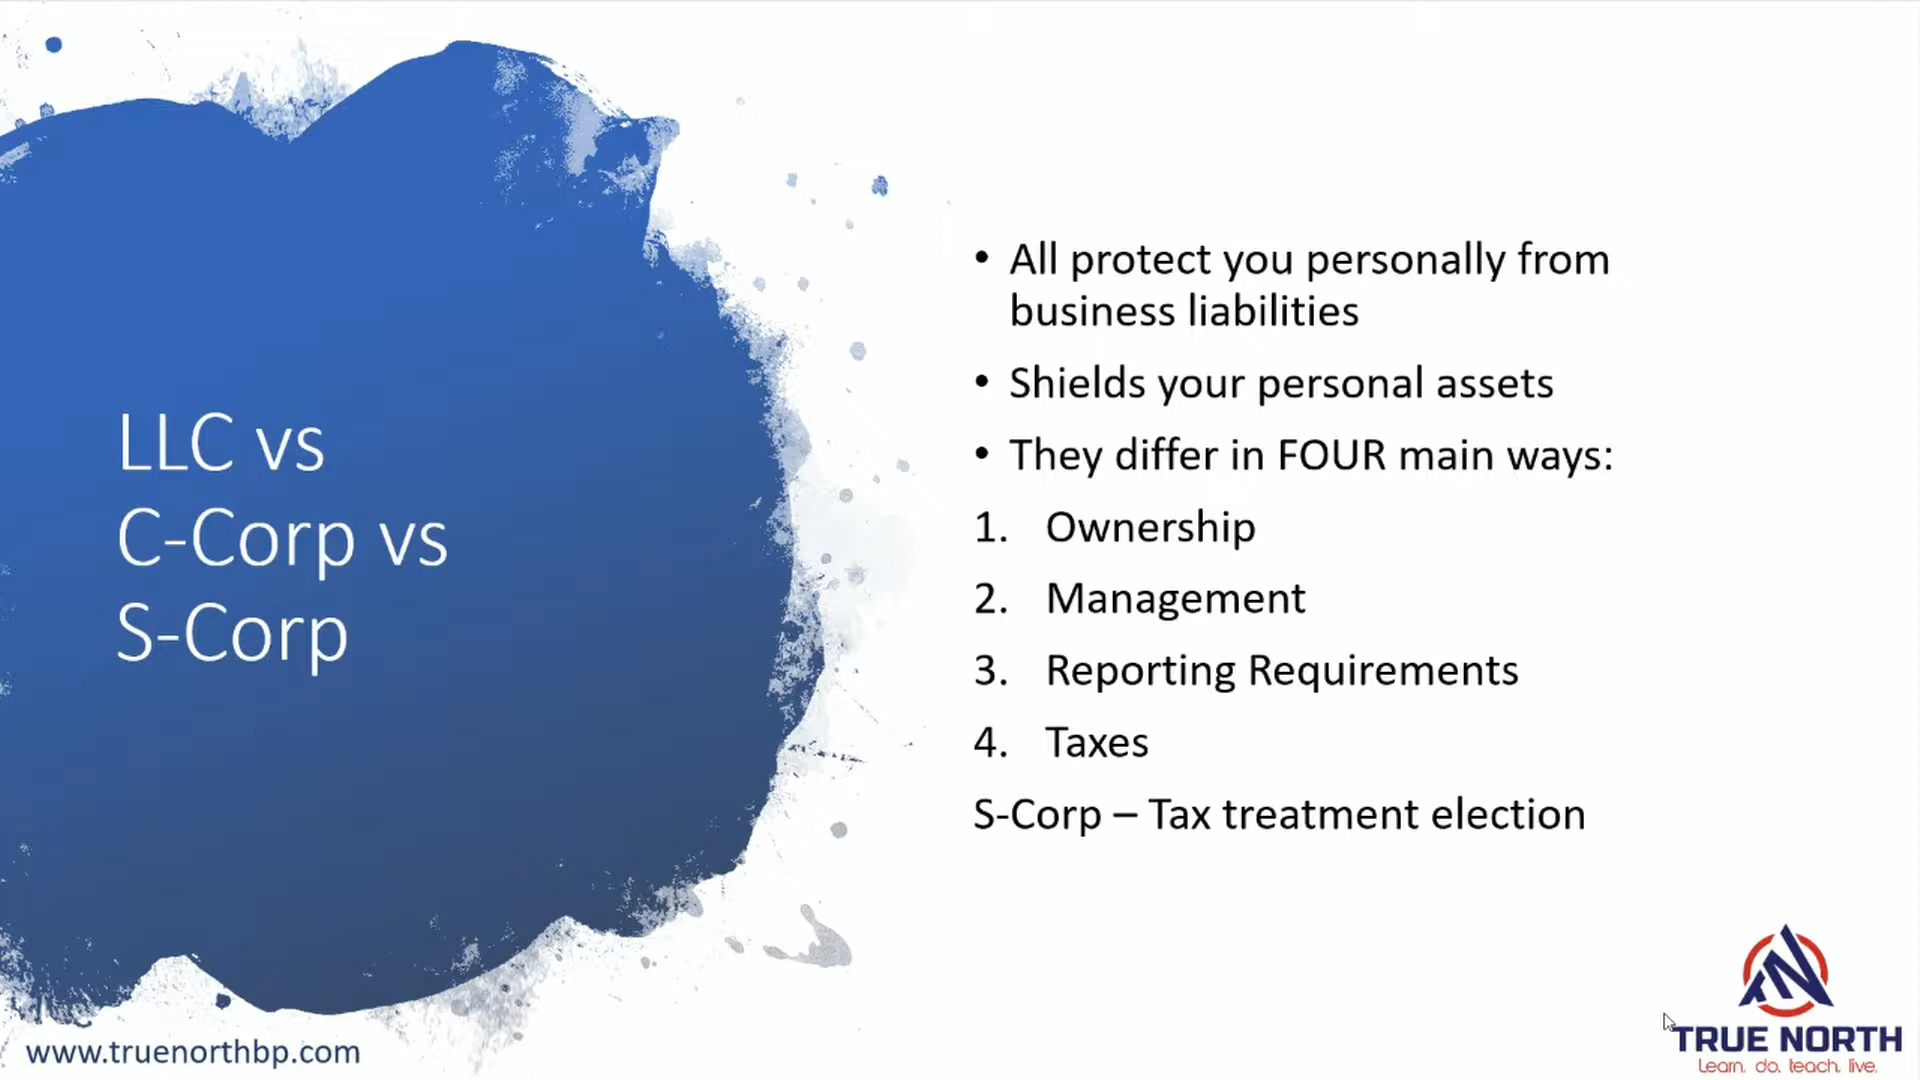 LLC vs
C-Corp vs
S-Corp
• All protect you personally from
business liabilities
• Shields your personal assets
• They differ in FOUR main ways:
1. Ownership
2. Management
3. Reporting Requirements
4. Taxes
S-Corp – Tax treatment election
www.truenorthbp.com
TRUE NORTH
Learn. do. teach. live.